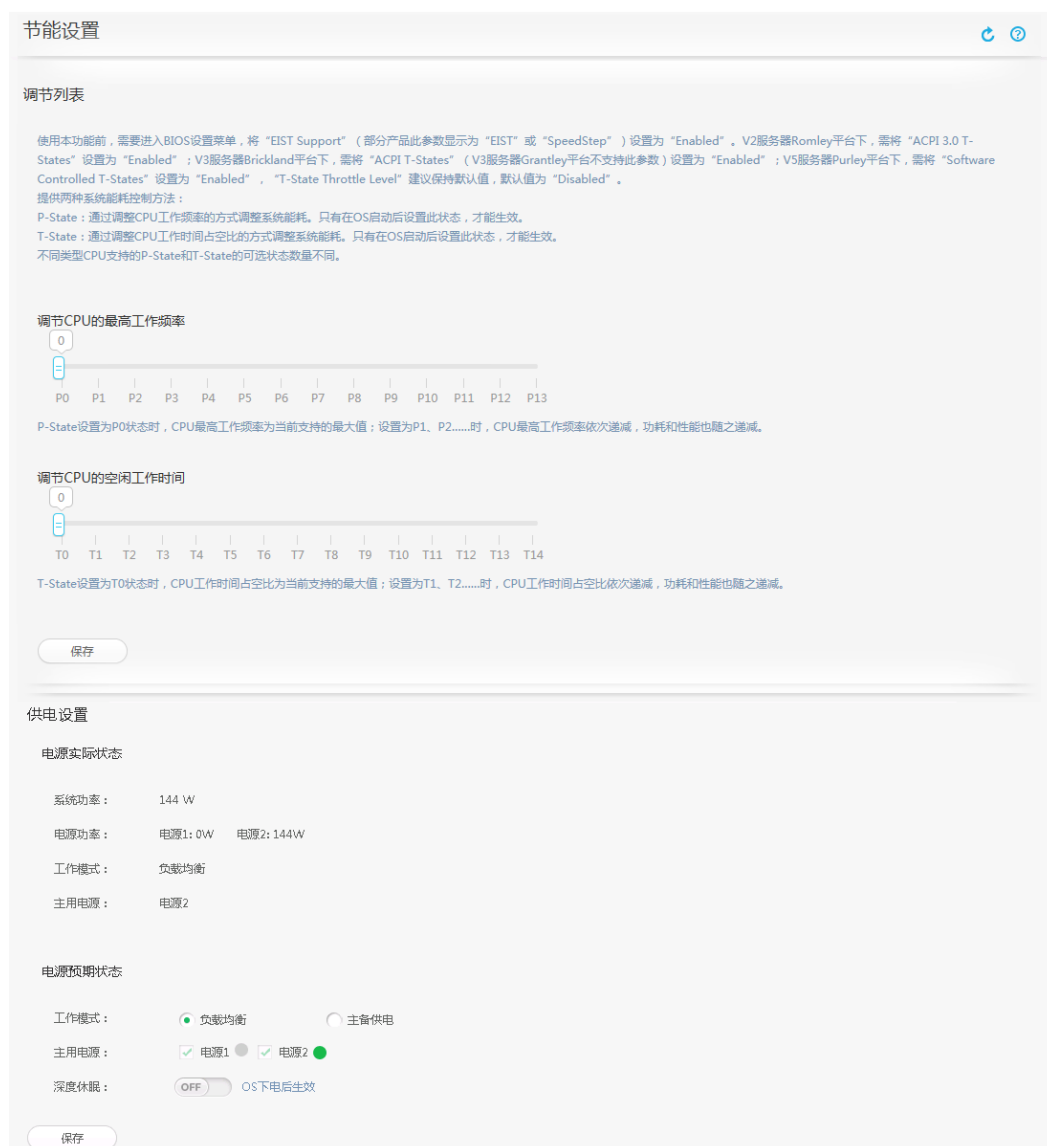 节能设置
调节列表
使用本功能前，需要进入BIOS设置菜单，将“EIST Support”（部分产品此参数显示为“EIST”或“SpeedStep”）设置为“Enabled”。V2服务器Romley平台下，需将“ACPI 3.0 T-
States”设置为“Enabled”；V3服务器Brickland平台下，需将“ACPI T-States”（V3服务器Grantley平台不支持此参数）设置为“Enabled”；V5服务器Purley平台下，需将“Software
Controlled T-States”设置为“Enabled”，“T-State Throttle Level”建议保持默认值，默认值为“Disabled”。
提供两种系统能耗控制方法：
P-State：通过调整CPU工作频率的方式调整系统能耗。只有在OS启动后设置此状态，才能生效。
T-State：通过调整CPU工作时间占空比的方式调整系统能耗。只有在OS启动后设置此状态，才能生效。
不同类型CPU支持的P-State和T-State的可选状态数量不同。
调节CPU的最高工作频率
0
P0 P1 P2 P3 P4 P5 P6 P7 P8 P9 P10 P11 P12 P13
P-State设置为P0状态时，CPU最高工作频率为当前支持的最大值；设置为P1、P2......时，CPU最高工作频率依次递减，功耗和性能也随之递减。
调节CPU的空闲工作时间
0
T0 T1 T2 T3 T4 T5 T6 T7 T8 T9 T10 T11 T12 T13 T14
T-State设置为T0状态时，CPU工作时间占空比为当前支持的最大值；设置为T1、T2......时，CPU工作时间占空比依次递减，功耗和性能也随之递减。
保存
供电设置
电源实际状态
系统功率： 144 W
电源功率： 电源1: 0W 电源2: 144W
工作模式： 负载均衡
主用电源： 电源2
电源预期状态
工作模式： 负载均衡 主备供电
主用电源： 电源1 电源2
深度休眠： OFF OS下电后生效
保存